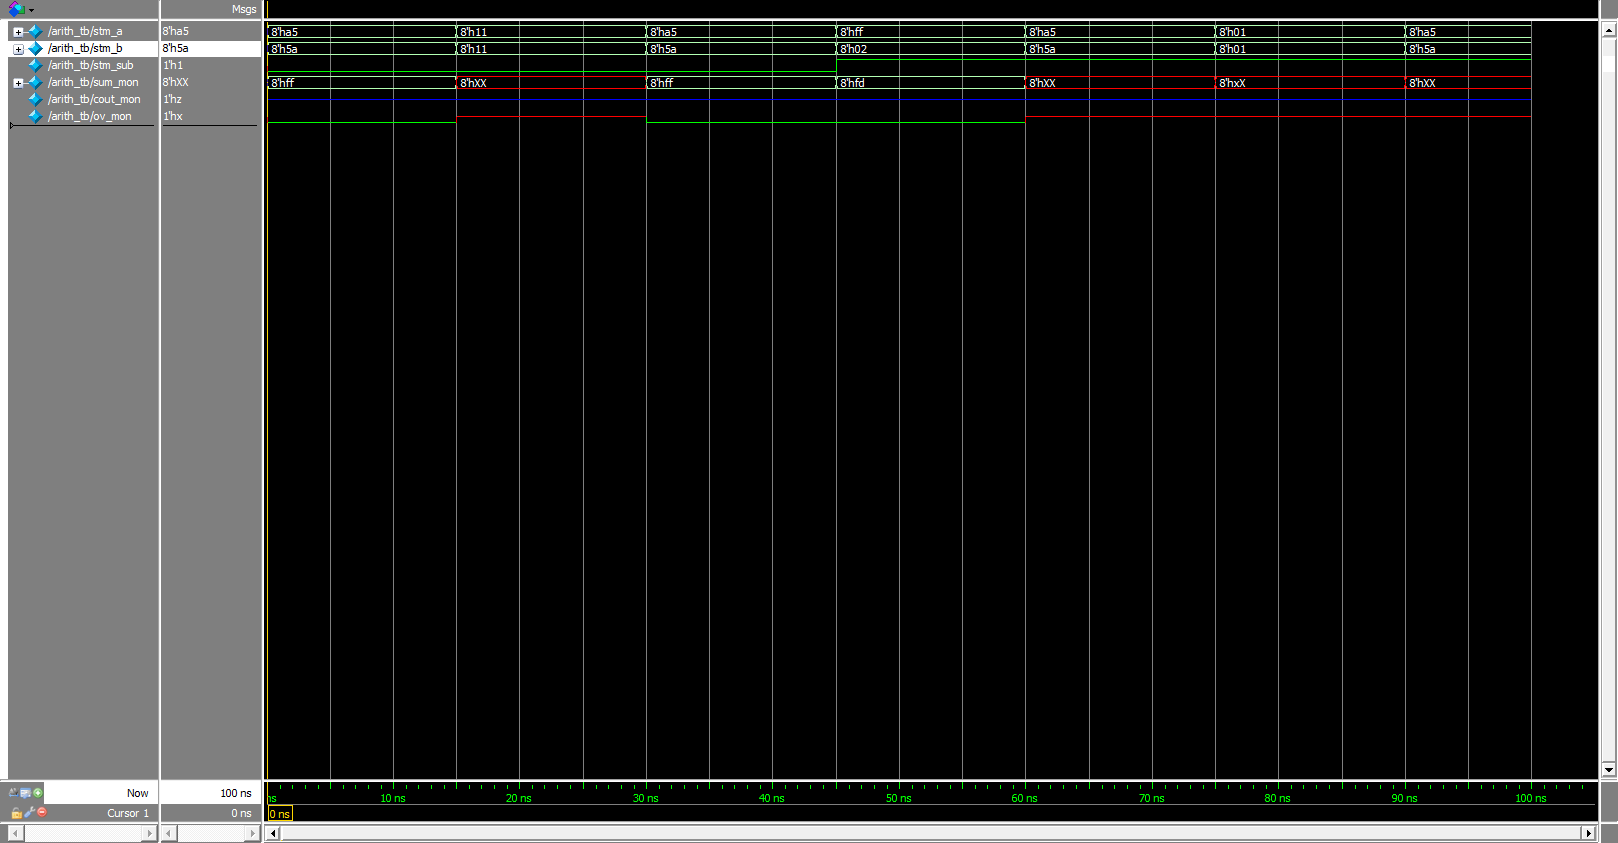 Msgs
/arith_tb/stm_a 8'ha5 8'ha5 8'h11 8'ha5 8'hff 8'ha5 8'h01 8'ha5
/arith_tb/stm_b 8'h5a 8'h5a 8'h11 8'h5a 8'h02 8'h5a 8'h01 8'h5a
/arith_tb/stm_sub 1'h1
/arith_tb/sum_mon 8'hXX 8'hff 8'hXX 8'hff 8'hfd 8'hXX 8'hxX 8'hXX
/arith_tb/cout_mon 1'hz
/arith_tb/ov_mon 1'hx
Now 100 ns ns 10 ns 20 ns 30 ns 40 ns 50 ns 60 ns 70 ns 80 ns 90 ns 100 ns
Cursor 1 0 ns 0 ns